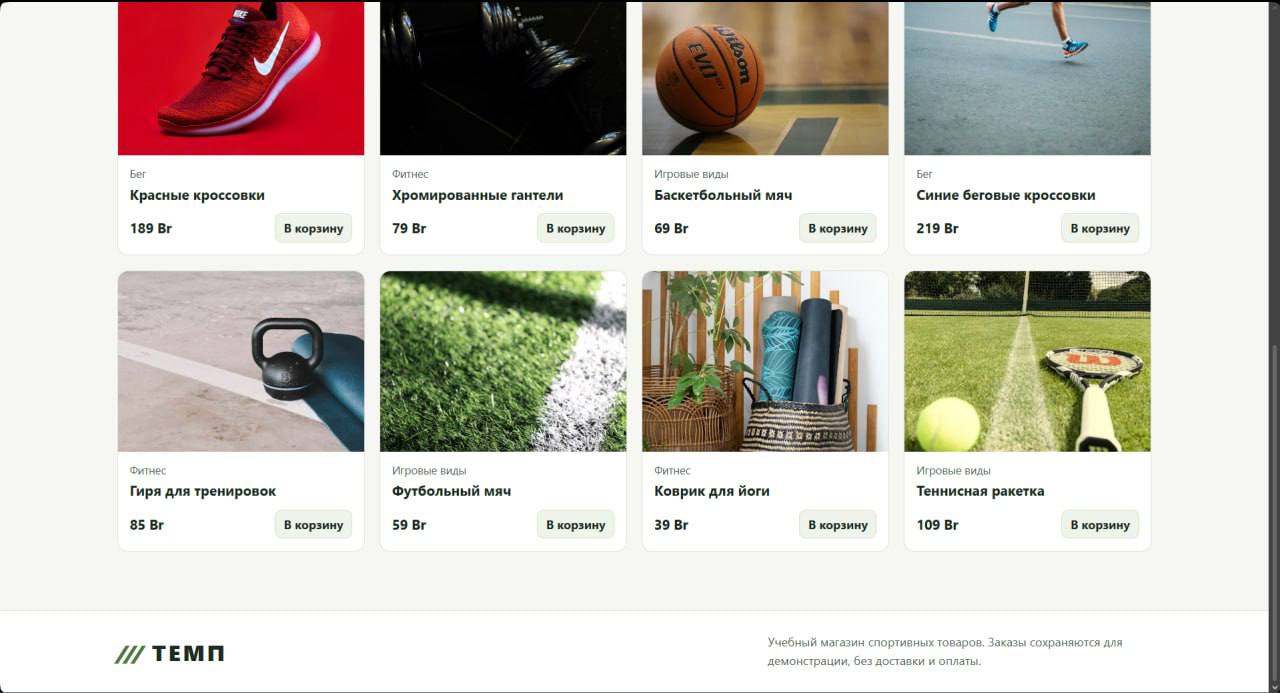 NIKE
Wilson
EVO
Бег
Фитнес
Игровые виды
Бег
Красные кроссовки
Хромированные гантели
Баскетбольный мяч
Синие беговые кроссовки
189 Br
В корзину
79 Br
В корзину
69 Br
В корзину
219 Br
В корзину
Фитнес
Игровые виды
Фитнес
Игровые виды
Гиря для тренировок
Футбольный мяч
Коврик для йоги
Теннисная ракетка
85 Br
В корзину
59 Br
В корзину
39 Br
В корзину
109 Br
В корзину
ТЕМП
Учебный магазин спортивных товаров. Заказы сохраняются для
демонстрации, без доставки и оплаты.